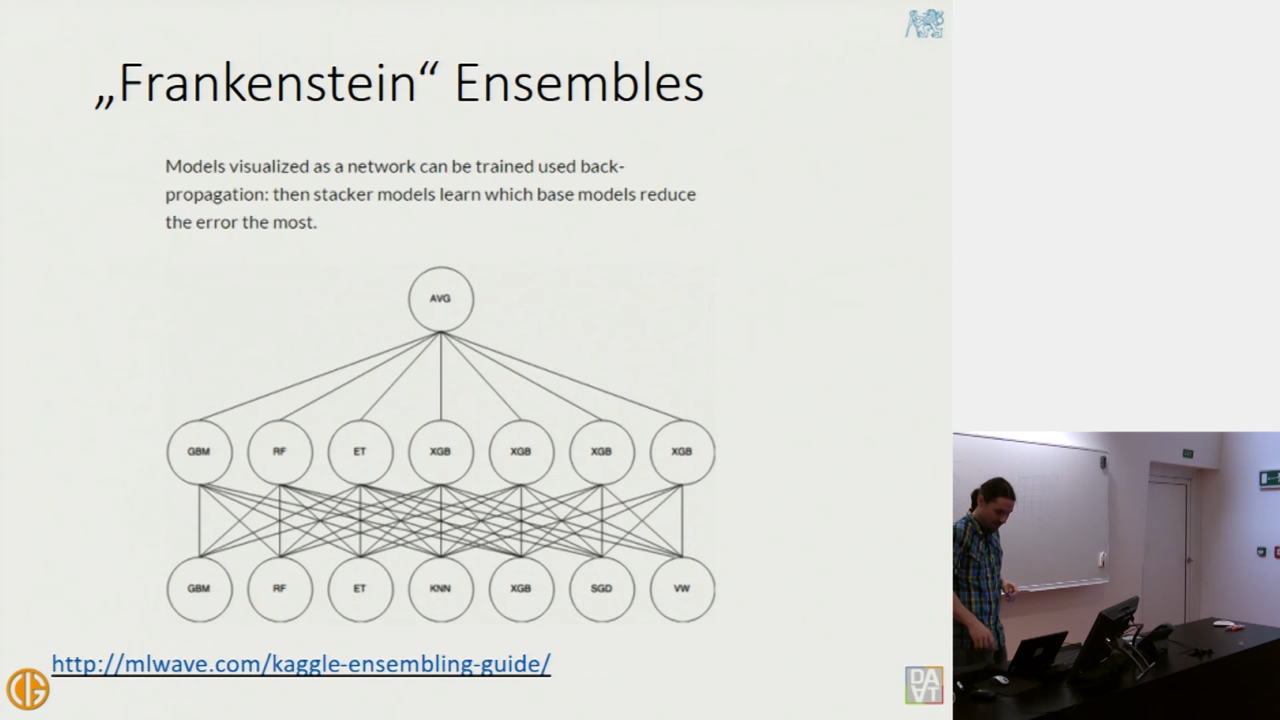 „Frankenstein“ Ensembles
Models visualized as a network can be trained used back-
propagation: then stacker models learn which base models reduce
the error the most.
AVG
GBM RF ET XGB XGB XGB XGB
GBM RF ET KNN XGB SGD VW
http://mlwave.com/kaggle-ensembling-guide/
DA